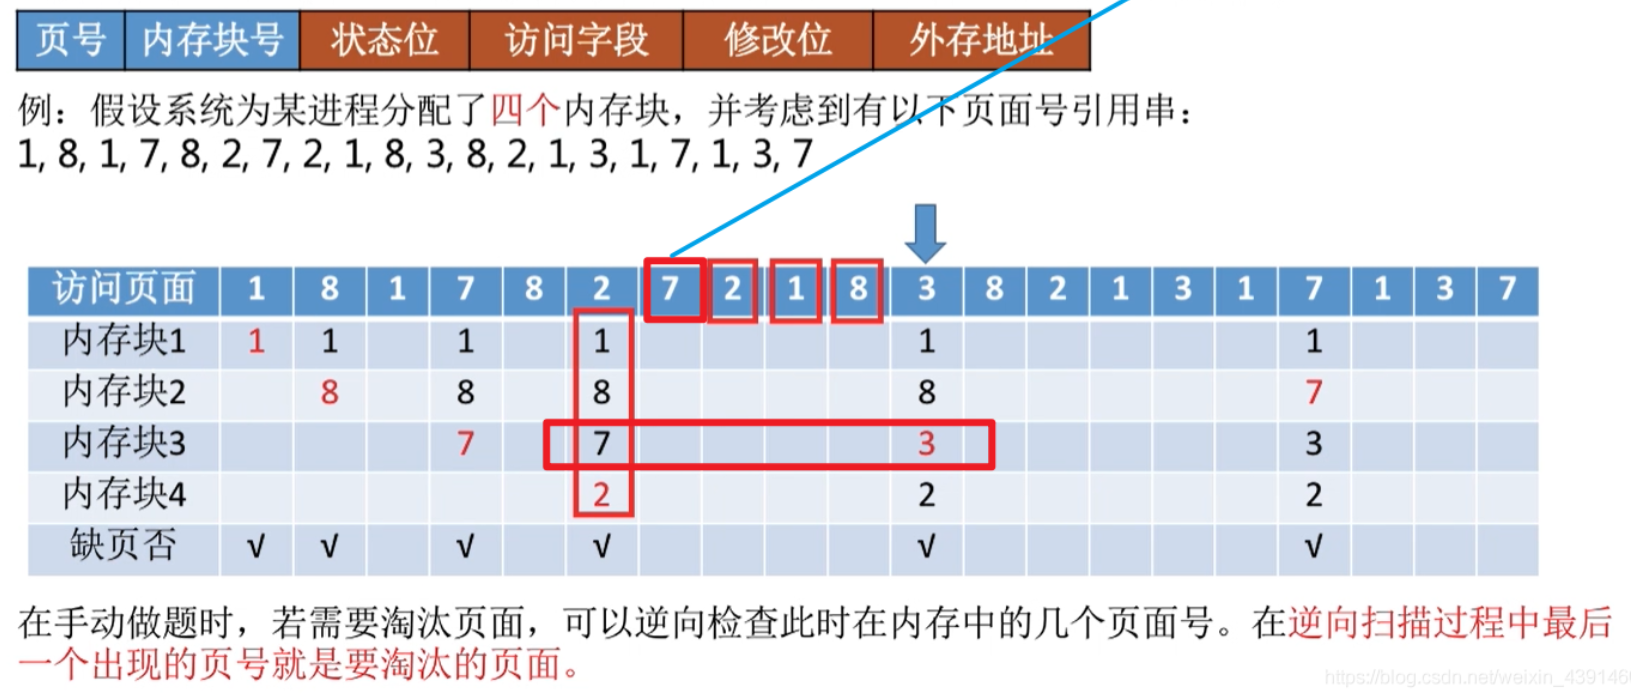 页号 内存块号 状态位 访问字段 修改位 外存地址
例：假设系统为某进程分配了四个内存块，并考虑到有以下页面号引用串：
1, 8, 1, 7, 8, 2, 7, 2, 1, 8, 3, 8, 2, 1, 3, 1, 7, 1, 3, 7
访问页面 1 8 1 7 8 2 7 2 1 8 3 8 2 1 3 1 7 1 3 7
内存块1 1 1 1 1 1 1
内存块2 8 8 8 8 7
内存块3 7 7 3 3
内存块4 2 2 2
缺页否 √ √ √ √ √ √
在手动做题时，若需要淘汰页面，可以逆向检查此时在内存中的几个页面号。在逆向扫描过程中最后
一个出现的页号就是要淘汰的页面。
https://blog.csdn.net/weixin_439146